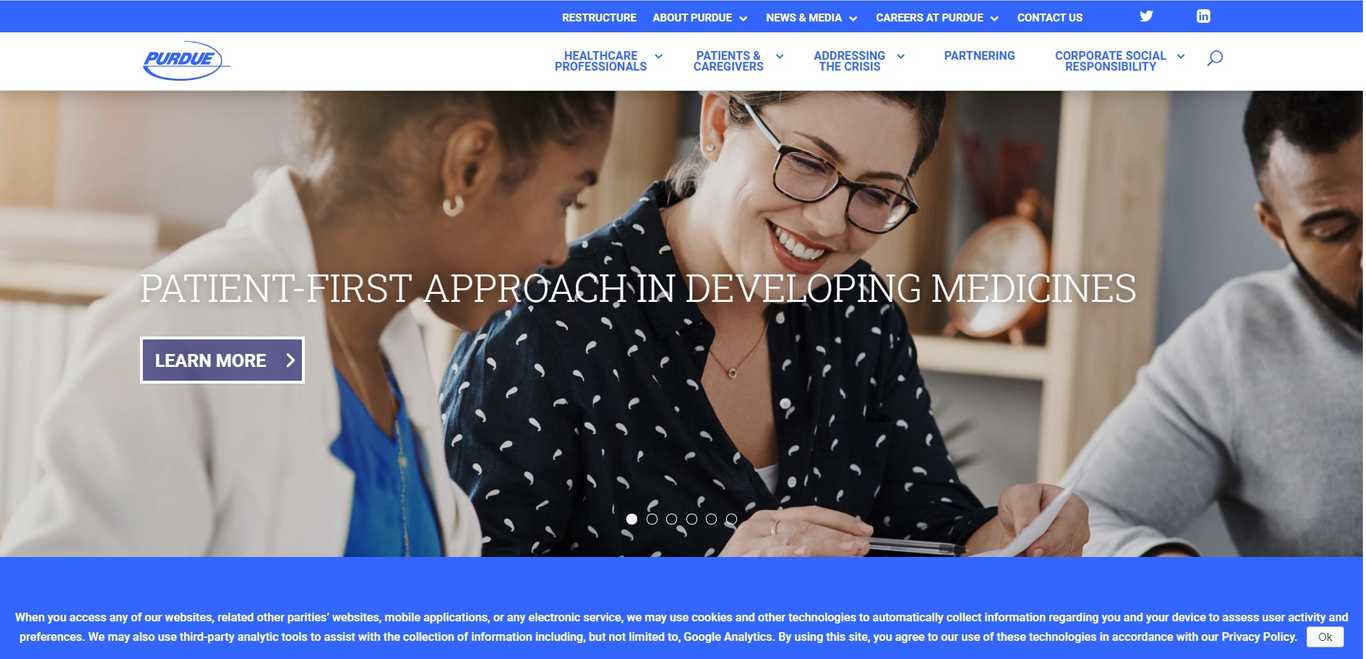 RESTRUCTURE ABOUT PURDUE NEWS & MEDIA CAREERS AT PURDUE CONTACT US
PURDUE
HEALTHCARE PROFESSIONALS
PATIENTS & CAREGIVERS
ADDRESSING THE CRISIS
PARTNERING
CORPORATE SOCIAL RESPONSIBILITY
PATIENT-FIRST APPROACH IN DEVELOPING MEDICINES
LEARN MORE
When you access any of our websites, related other parities' websites, mobile applications, or any electronic service, we may use cookies and other technologies to automatically collect information regarding you and your device to assess user activity and
preferences. We may also use third-party analytic tools to assist with the collection of information including, but not limited to, Google Analytics. By using this site, you agree to our use of these technologies in accordance with our Privacy Policy. Ok